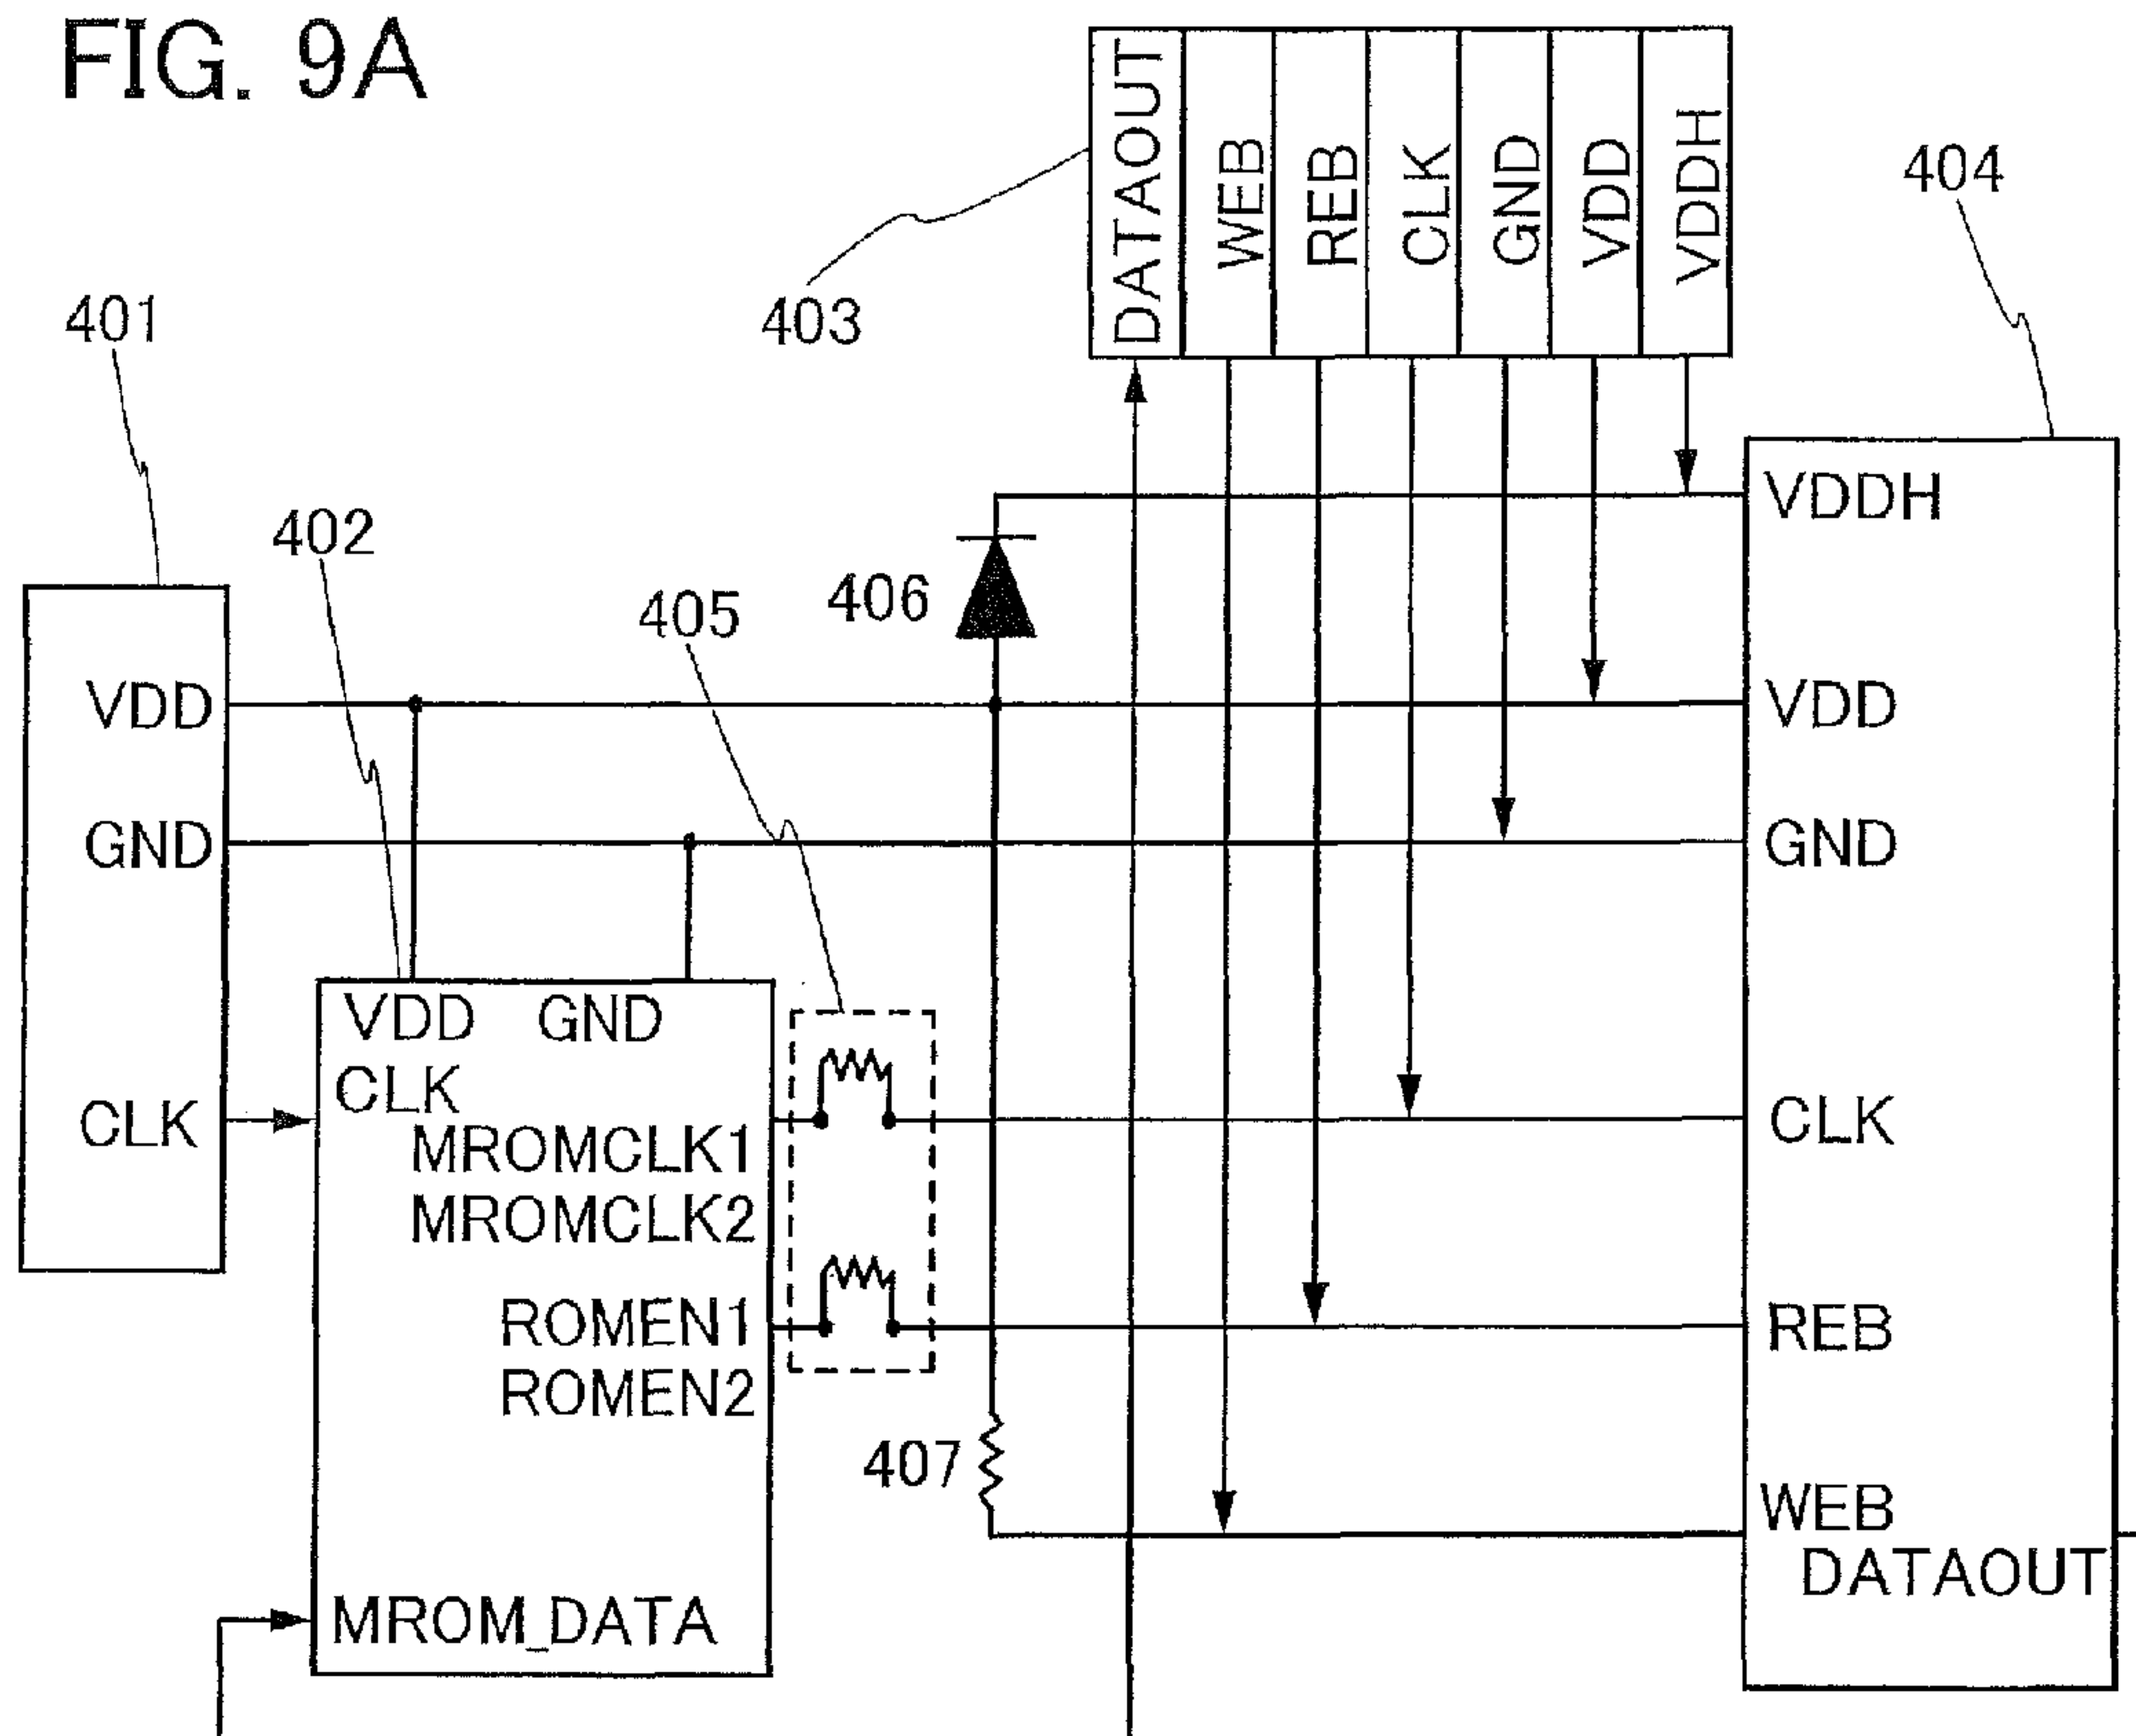 FIG. 9A
DATAOUT
WEB
REB
CLK
GND
VDD
VDDH
403
404
401
402
405
406
VDD
GND
CLK
VDD GND
CLK
MROMCLK1
MROMCLK2
ROMEN1
ROMEN2
MROM_DATA
407
VDDH
VDD
GND
CLK
REB
WEB
DATAOUT